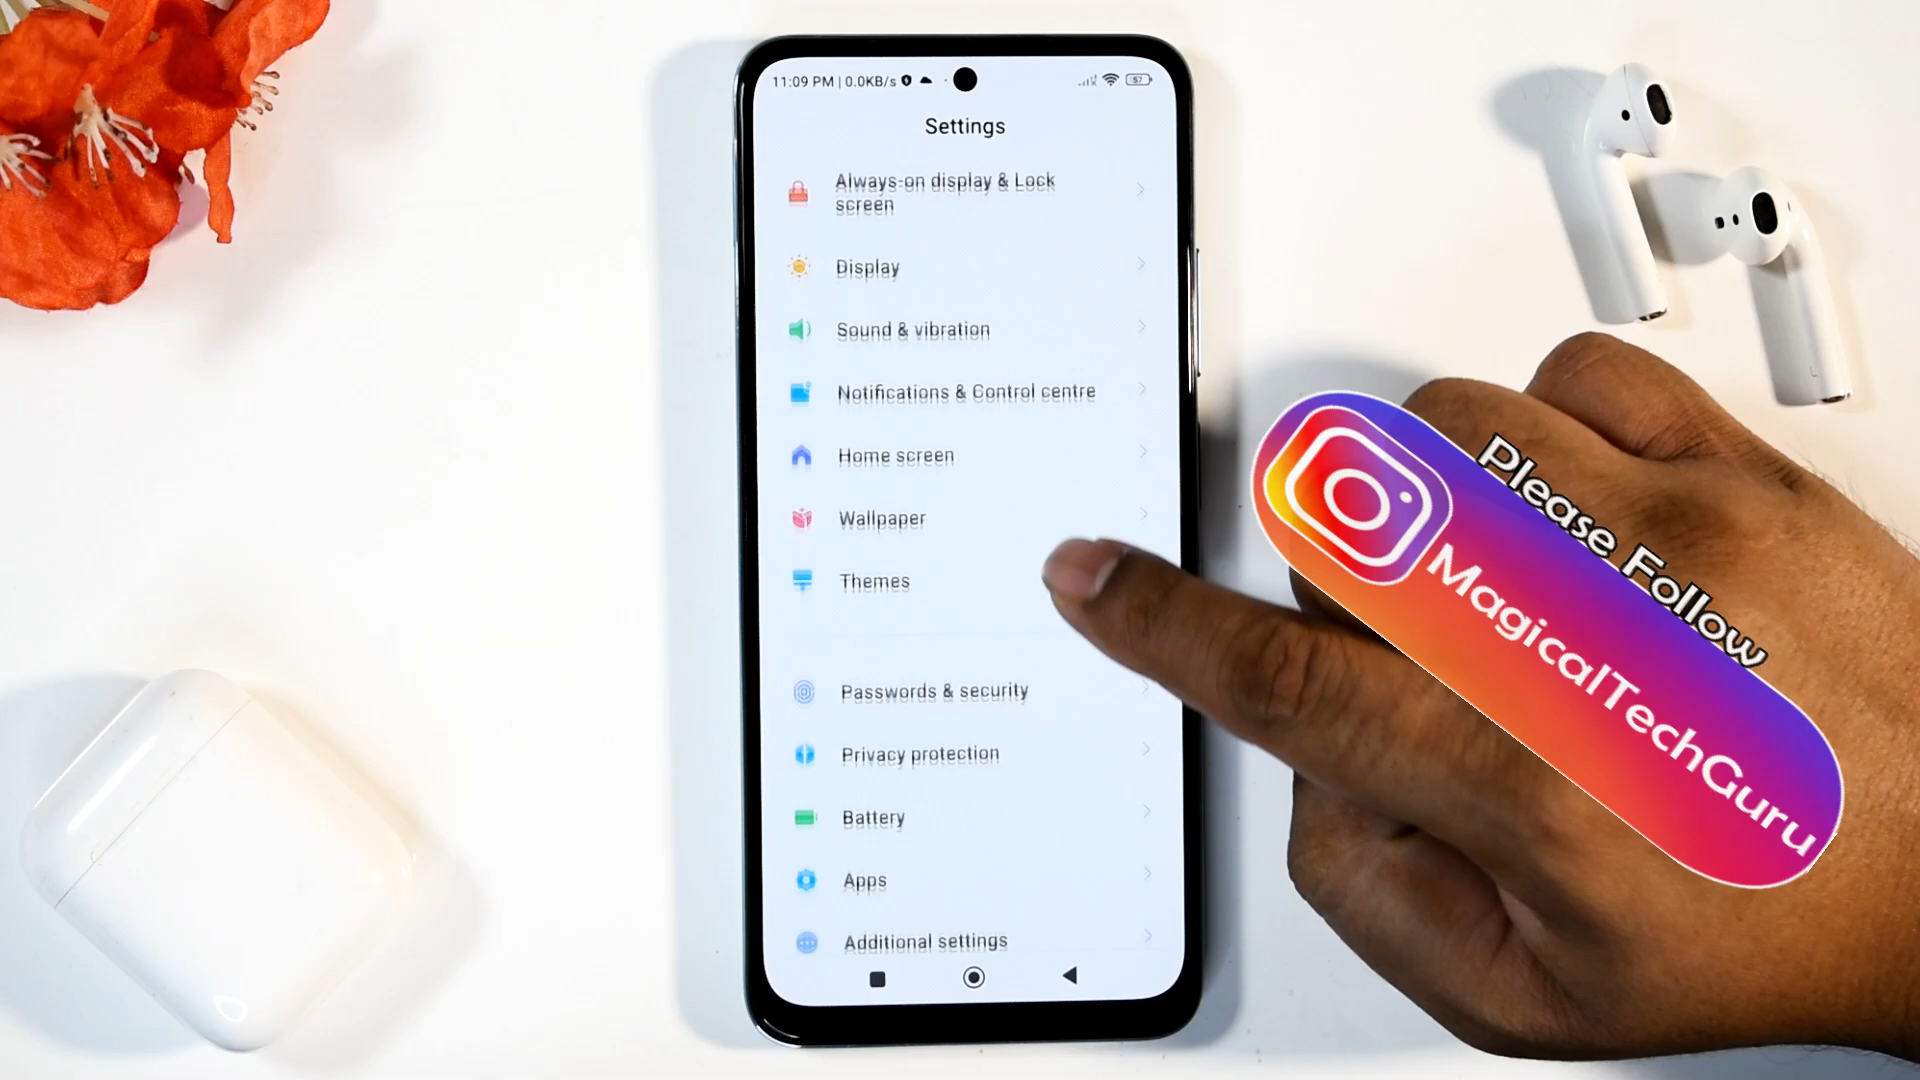 11:09 PM | 0.0KB/s
57
Settings
Always-on display & Lock
screen
Display
Sound & vibration
Notifications & Control centre
Home screen
Wallpaper
Themes
Passwords & security
Privacy protection
Battery
Apps
Additional settings
Please Follow
MagicalTechGuru